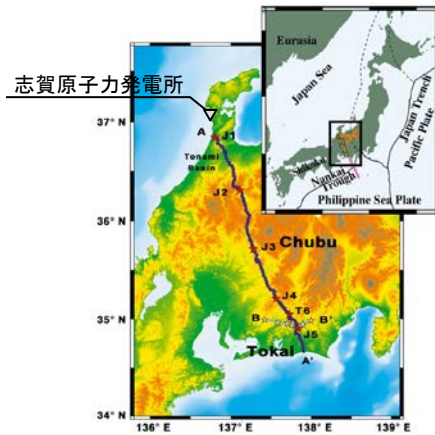 Eurasia
Japan Sea
Japan Trench
Pacific Plate
Shikoku
Nankai
Trough
Philippine Sea Plate
志賀原子力発電所
37° N
36° N
35° N
34° N
A
J1
Tonami
Basin
J2
J3
Chubu
J4
T6
B
B'
J5
Tokai
A'
136° E
137° E
138° E
139° E